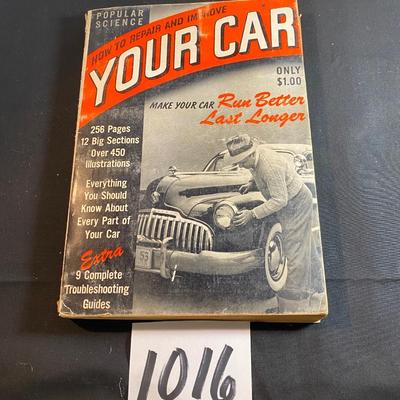 POPULAR
SCIENCE
HOW TO REPAIR AND IMPROVE
YOUR CAR
ONLY
$1.00
MAKE YOUR CAR Run Better
Last Longer
256 Pages
12 Big Sections
Over 450
Illustrations
Everything
You Should
Know About
Every Part of
Your Car
Extra
9 Complete
Troubleshooting
Guides
53
1016